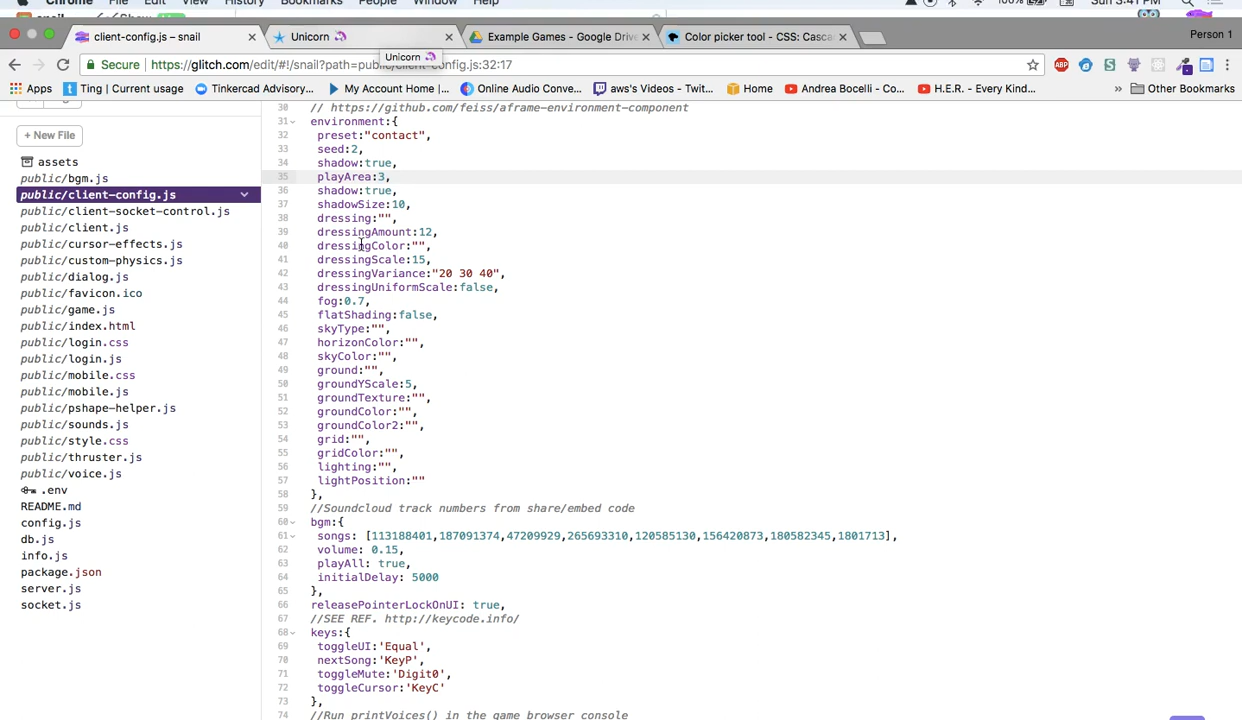 Chrome File Edit View History Bookmarks People Window Help 100% Sun 3:41 PM
client-config.js – snail Unicorn Example Games - Google Drive Color picker tool - CSS: Casca Person 1
Unicorn
Secure https://glitch.com/edit/#!/snail?path=public/client-config.js:32:17
Apps Ting | Current usage Tinkercad Advisory... My Account Home |... Online Audio Conve... aws's Videos - Twit... Home Andrea Bocelli - Co... H.E.R. - Every Kind... » Other Bookmarks
+ New File
assets
public/bgm.js
public/client-config.js
public/client-socket-control.js
public/client.js
public/cursor-effects.js
public/custom-physics.js
public/dialog.js
public/favicon.ico
public/game.js
public/index.html
public/login.css
public/login.js
public/mobile.css
public/mobile.js
public/pshape-helper.js
public/sounds.js
public/style.css
public/thruster.js
public/voice.js
.env
README.md
config.js
db.js
info.js
package.json
server.js
socket.js
30 // https://github.com/feiss/aframe-environment-component
31 environment:{
32 preset:"contact",
33 seed:2,
34 shadow:true,
35 playArea:3,
36 shadow:true,
37 shadowSize:10,
38 dressing:"",
39 dressingAmount:12,
40 dressingColor:"",
41 dressingScale:15,
42 dressingVariance:"20 30 40",
43 dressingUniformScale:false,
44 fog:0.7,
45 flatShading:false,
46 skyType:"",
47 horizonColor:"",
48 skyColor:"",
49 ground:"",
50 groundYScale:5,
51 groundTexture:"",
52 groundColor:"",
53 groundColor2:"",
54 grid:"",
55 gridColor:"",
56 lighting:"",
57 lightPosition:""
58 },
59 //Soundcloud track numbers from share/embed code
60 bgm:{
61 songs: [113188401,187091374,47209929,265693310,120585130,156420873,180582345,1801713],
62 volume: 0.15,
63 playAll: true,
64 initialDelay: 5000
65 },
66 releasePointerLockOnUI: true,
67 //SEE REF. http://keycode.info/
68 keys:{
69 toggleUI:'Equal',
70 nextSong:'KeyP',
71 toggleMute:'Digit0',
72 toggleCursor:'KeyC'
73 },
74 //Run printVoices() in the game browser console